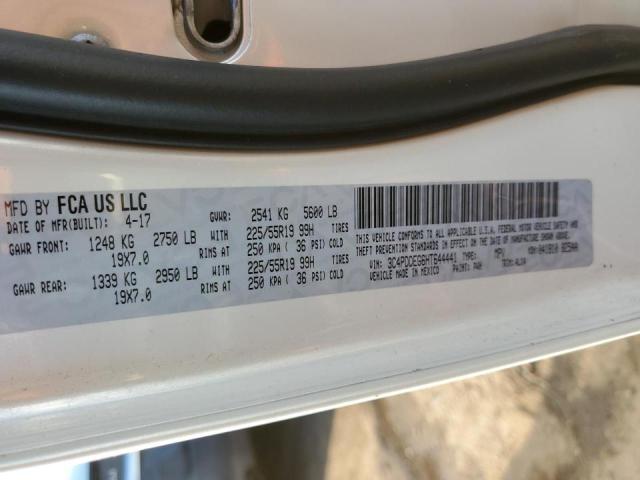 MFD BY FCA US LLC
DATE OF MFR(BUILT): 4-17 GVWR: 2541 KG 5600 LB
GAWR FRONT: 1248 KG 2750 LB 225/55R19 99H TIRES
19X7.0 RIMS AT 250 KPA ( 36 PSI) COLD
GAWR REAR: 1339 KG 2950 LB 225/55R19 99H TIRES
19X7.0 RIMS AT 250 KPA ( 36 PSI) COLD
THIS VEHICLE CONFORMS TO ALL APPLICABLE U.S.A. FEDERAL MOTOR VEHICLE SAFETY AND
THEFT PREVENTION STANDARDS IN EFFECT ON THE DATE OF MANUFACTURE SHOWN ABOVE.
VIN: 3C4PDDEG6HT644441 TYPE: MPV
VEHICLE MADE IN MEXICO PAINT: